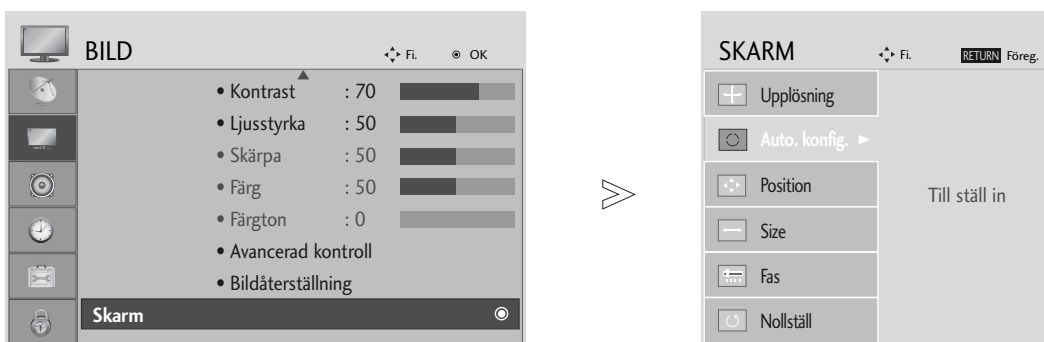 BILD Fi. OK
• Kontrast : 70
• Ljusstyrka : 50
• Skärpa : 50
• Färg : 50
• Färgton : 0
• Avancerad kontroll
• Bildåterställning
Skarm
SKARM Fi. RETURN Föreg.
Upplösning
Auto. konfig.
Position
Size
Fas
Nollställ
Till ställ in